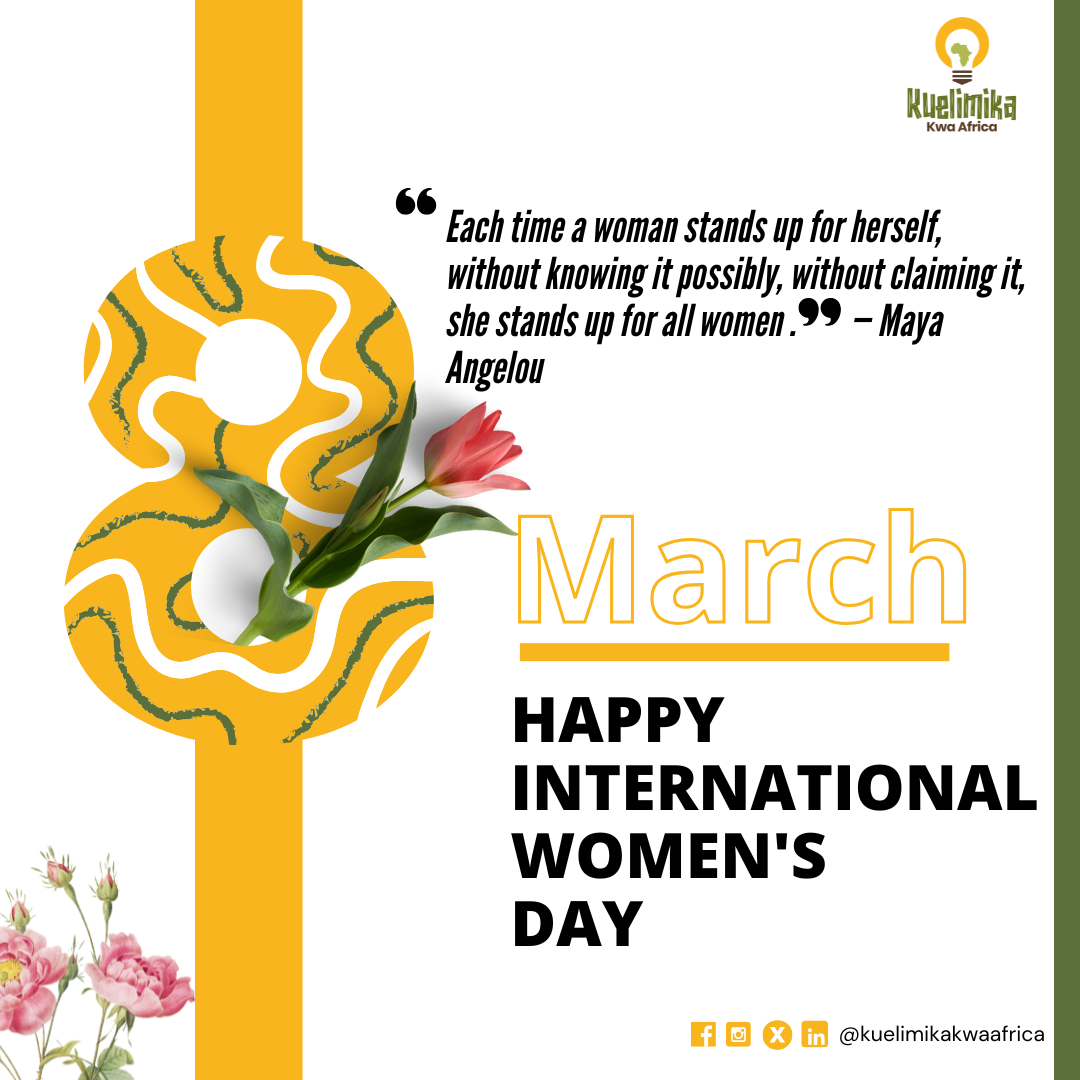 Kuelimika
Kwa Africa
❝ Each time a woman stands up for herself,
without knowing it possibly, without claiming it,
she stands up for all women .❞ – Maya
Angelou
8
March
HAPPY
INTERNATIONAL
WOMEN'S
DAY
@kuelimikakwaafrica